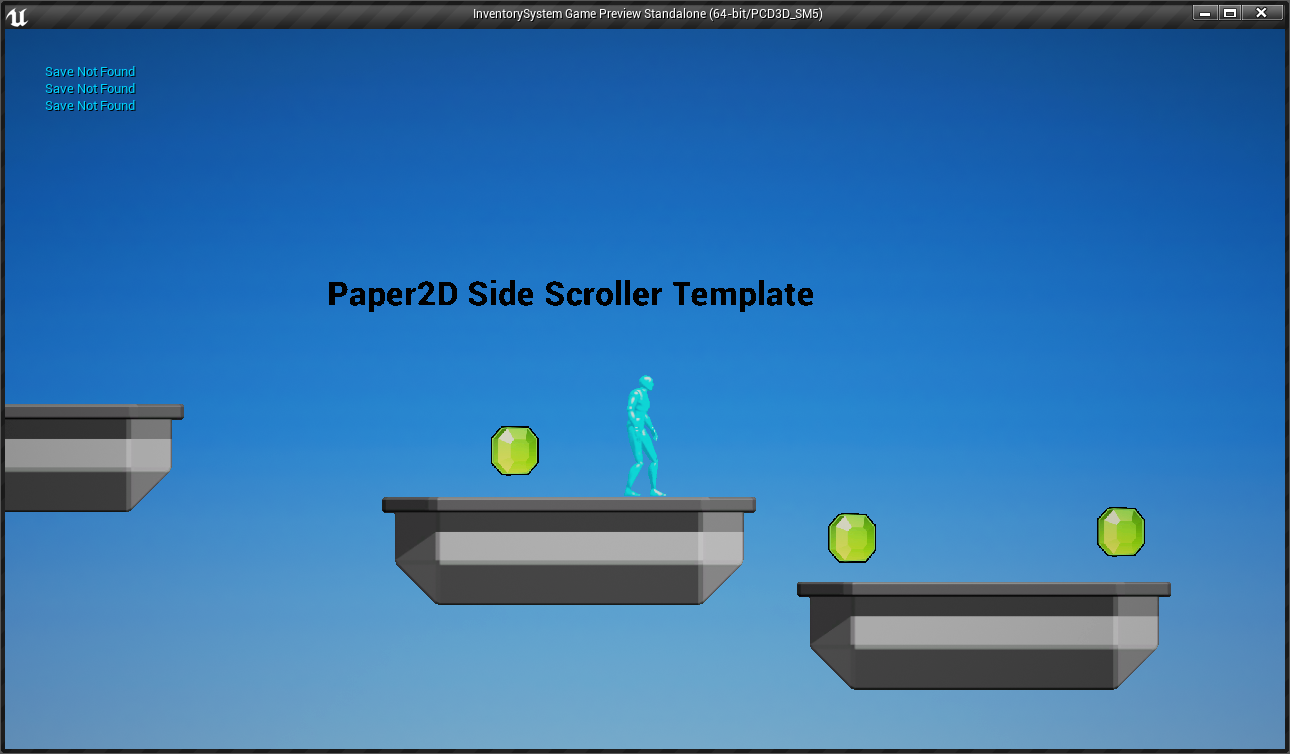 InventorySystem Game Preview Standalone (64-bit/PCD3D_SM5)
Save Not Found
Save Not Found
Save Not Found
Paper2D Side Scroller Template